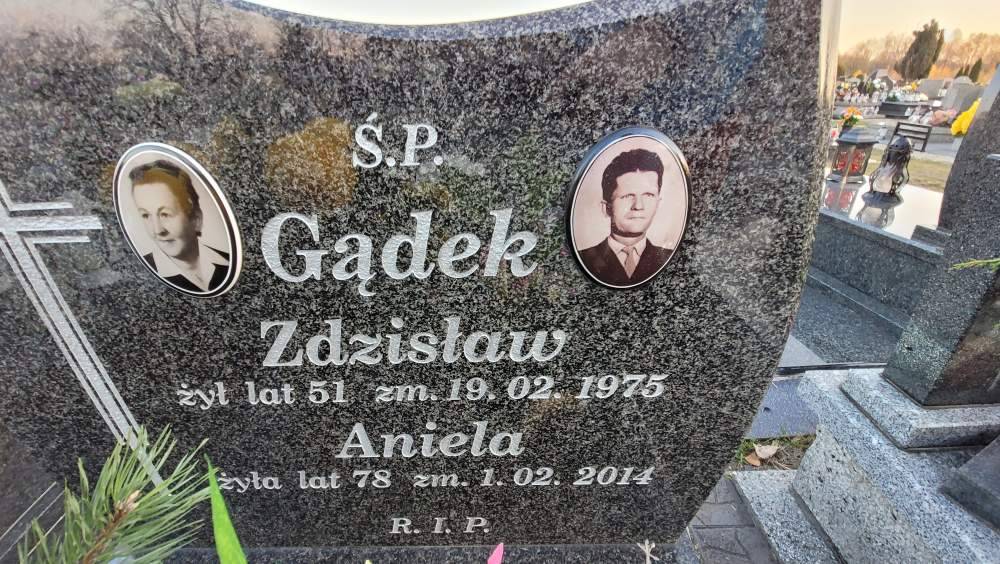 Ś.P.
Gądek
Zdzisław
żył lat 51 zm. 19. 02. 1975
Aniela
żyła lat 78 zm. 1. 02. 2014
R. I. P.